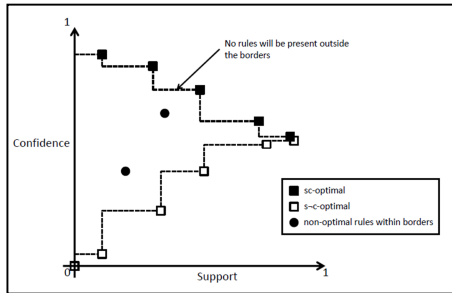 1
No rules will be present outside
the borders
Confidence
sc-optimal
s¬c-optimal
non-optimal rules within borders
0
Support
1